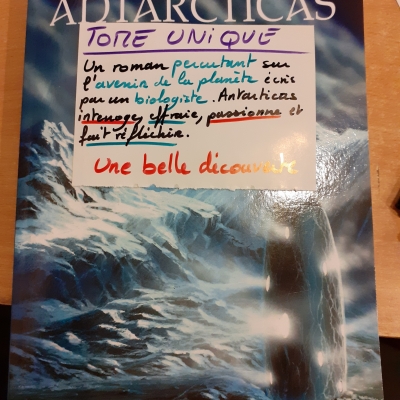 ANTARCTICAS
TOME UNIQUE
Un roman percutant sur
l'avenir de la planète écris
par un biologiste. Antarticas
interroge, effraie, passionne et
fait réfléchir.
Une belle découverte